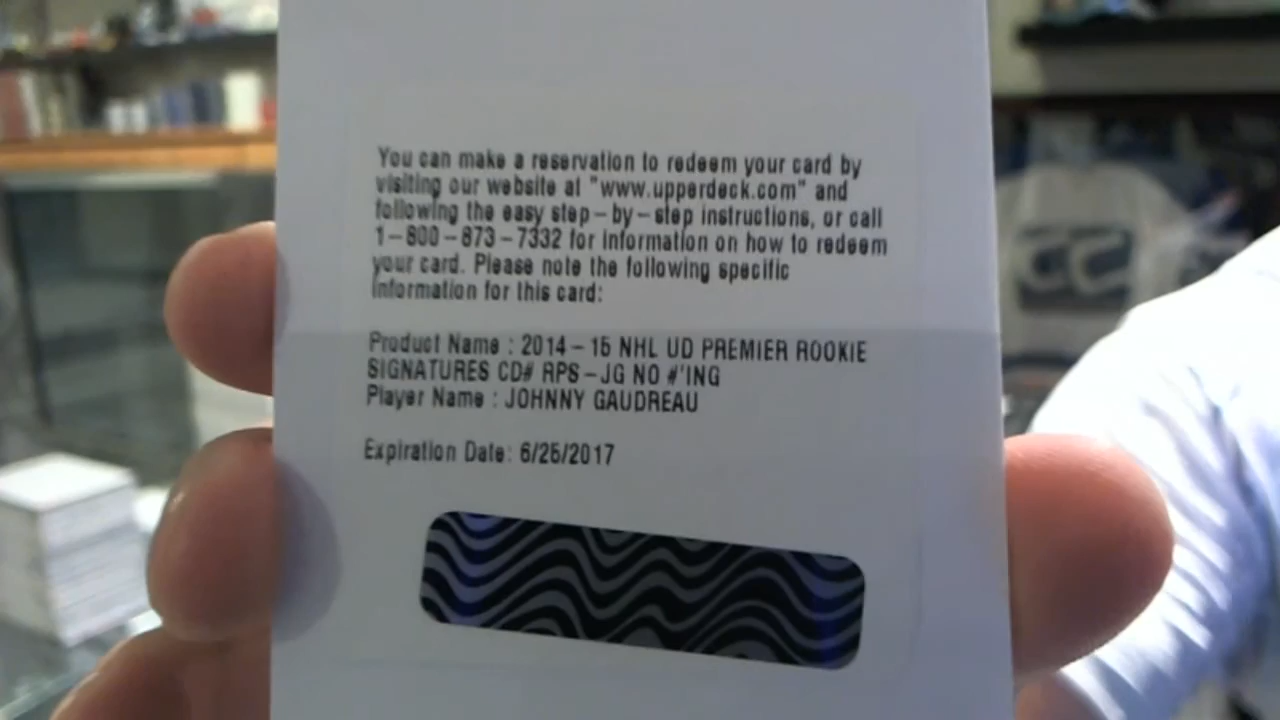 You can make a reservation to redeem your card by
visiting our website at "www.upperdeck.com" and
following the easy step-by-step instructions, or call
1-800-873-7332 for information on how to redeem
your card. Please note the following specific
information for this card:
Product Name : 2014-15 NHL UD PREMIER ROOKIE
SIGNATURES CD# RPS-JG NO #'ING
Player Name : JOHNNY GAUDREAU
Expiration Date: 6/25/2017